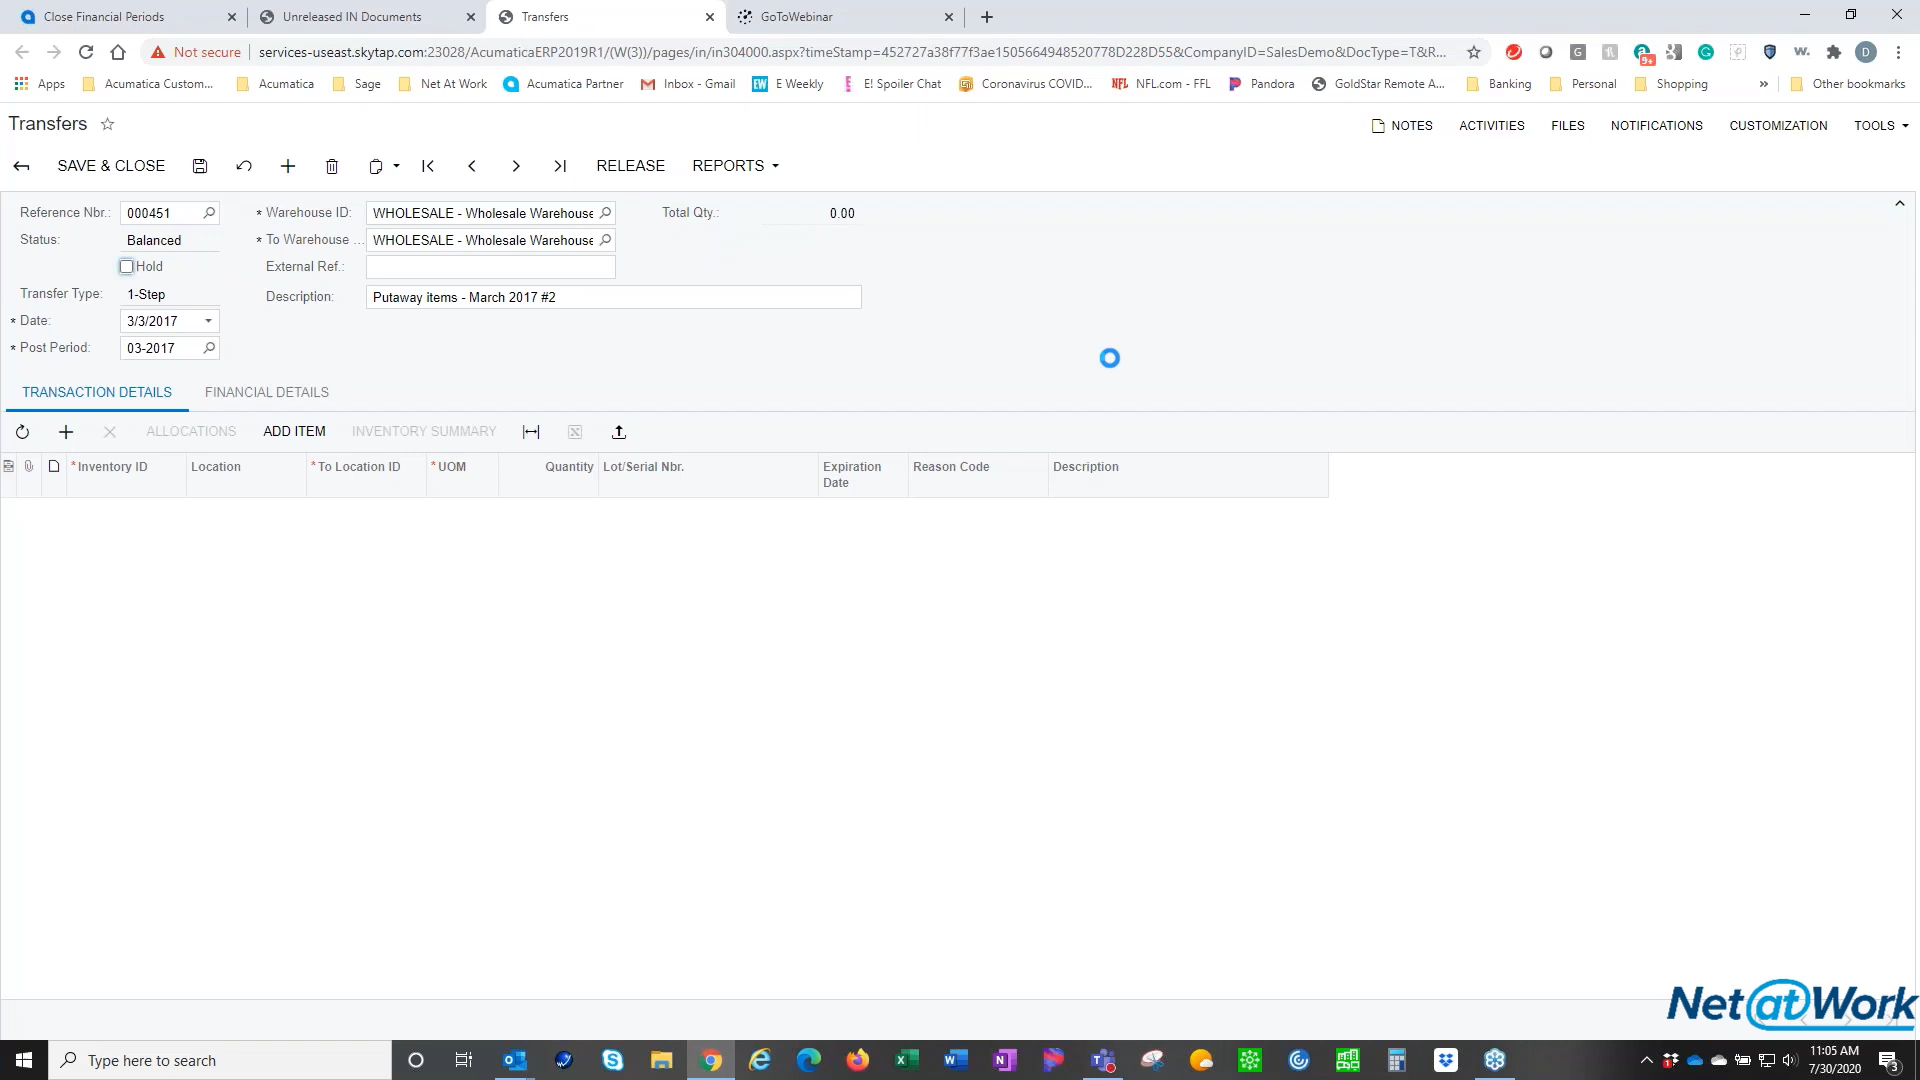 Close Financial Periods
Unreleased IN Documents
Transfers
GoToWebinar
Not secure
services-useast.skytap.com:23028/AcumaticaERP2019R1/(W(3))/pages/in/in304000.aspx?timeStamp=452727a38f77f3ae1505664948520778D228D55&CompanyID=SalesDemo&DocType=T&R...
9+
D
Apps
Acumatica Custom...
Acumatica
Sage
Net At Work
Acumatica Partner
Inbox - Gmail
EW E Weekly
E! Spoiler Chat
Coronavirus COVID...
NFL NFL.com - FFL
Pandora
GoldStar Remote A...
Banking
Personal
Shopping
»
Other bookmarks
Transfers
NOTES
ACTIVITIES
FILES
NOTIFICATIONS
CUSTOMIZATION
TOOLS
SAVE & CLOSE
RELEASE
REPORTS
Reference Nbr.: 000451
* Warehouse ID: WHOLESALE - Wholesale Warehouse
Total Qty.: 0.00
Status: Balanced
* To Warehouse ... WHOLESALE - Wholesale Warehouse
Hold
External Ref.:
Transfer Type: 1-Step
Description: Putaway items - March 2017 #2
* Date: 3/3/2017
* Post Period: 03-2017
TRANSACTION DETAILS
FINANCIAL DETAILS
ALLOCATIONS
ADD ITEM
INVENTORY SUMMARY
* Inventory ID
Location
* To Location ID
* UOM
Quantity
Lot/Serial Nbr.
Expiration
Date
Reason Code
Description
Net at Work
Type here to search
11:05 AM
7/30/2020
3